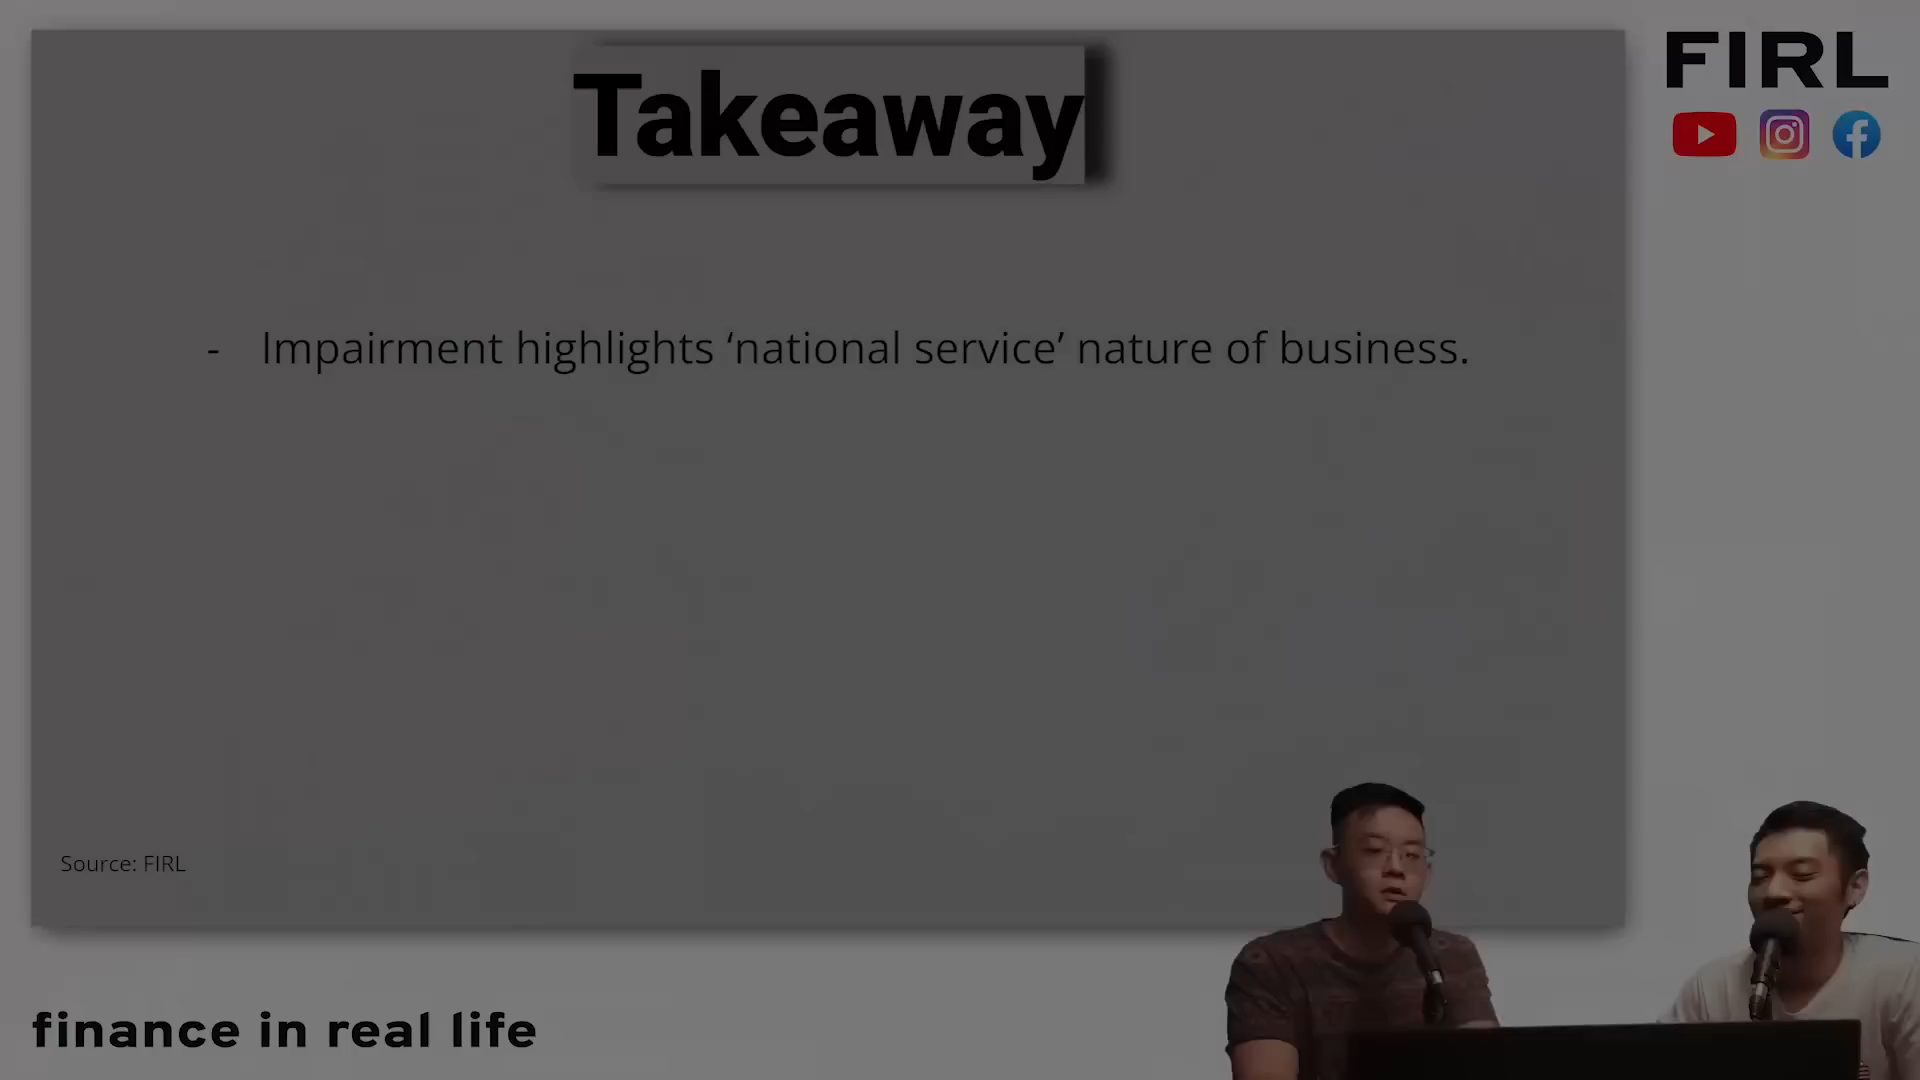 Takeaway
FIRL
- Impairment highlights ‘national service’ nature of business.
Source: FIRL
finance in real life